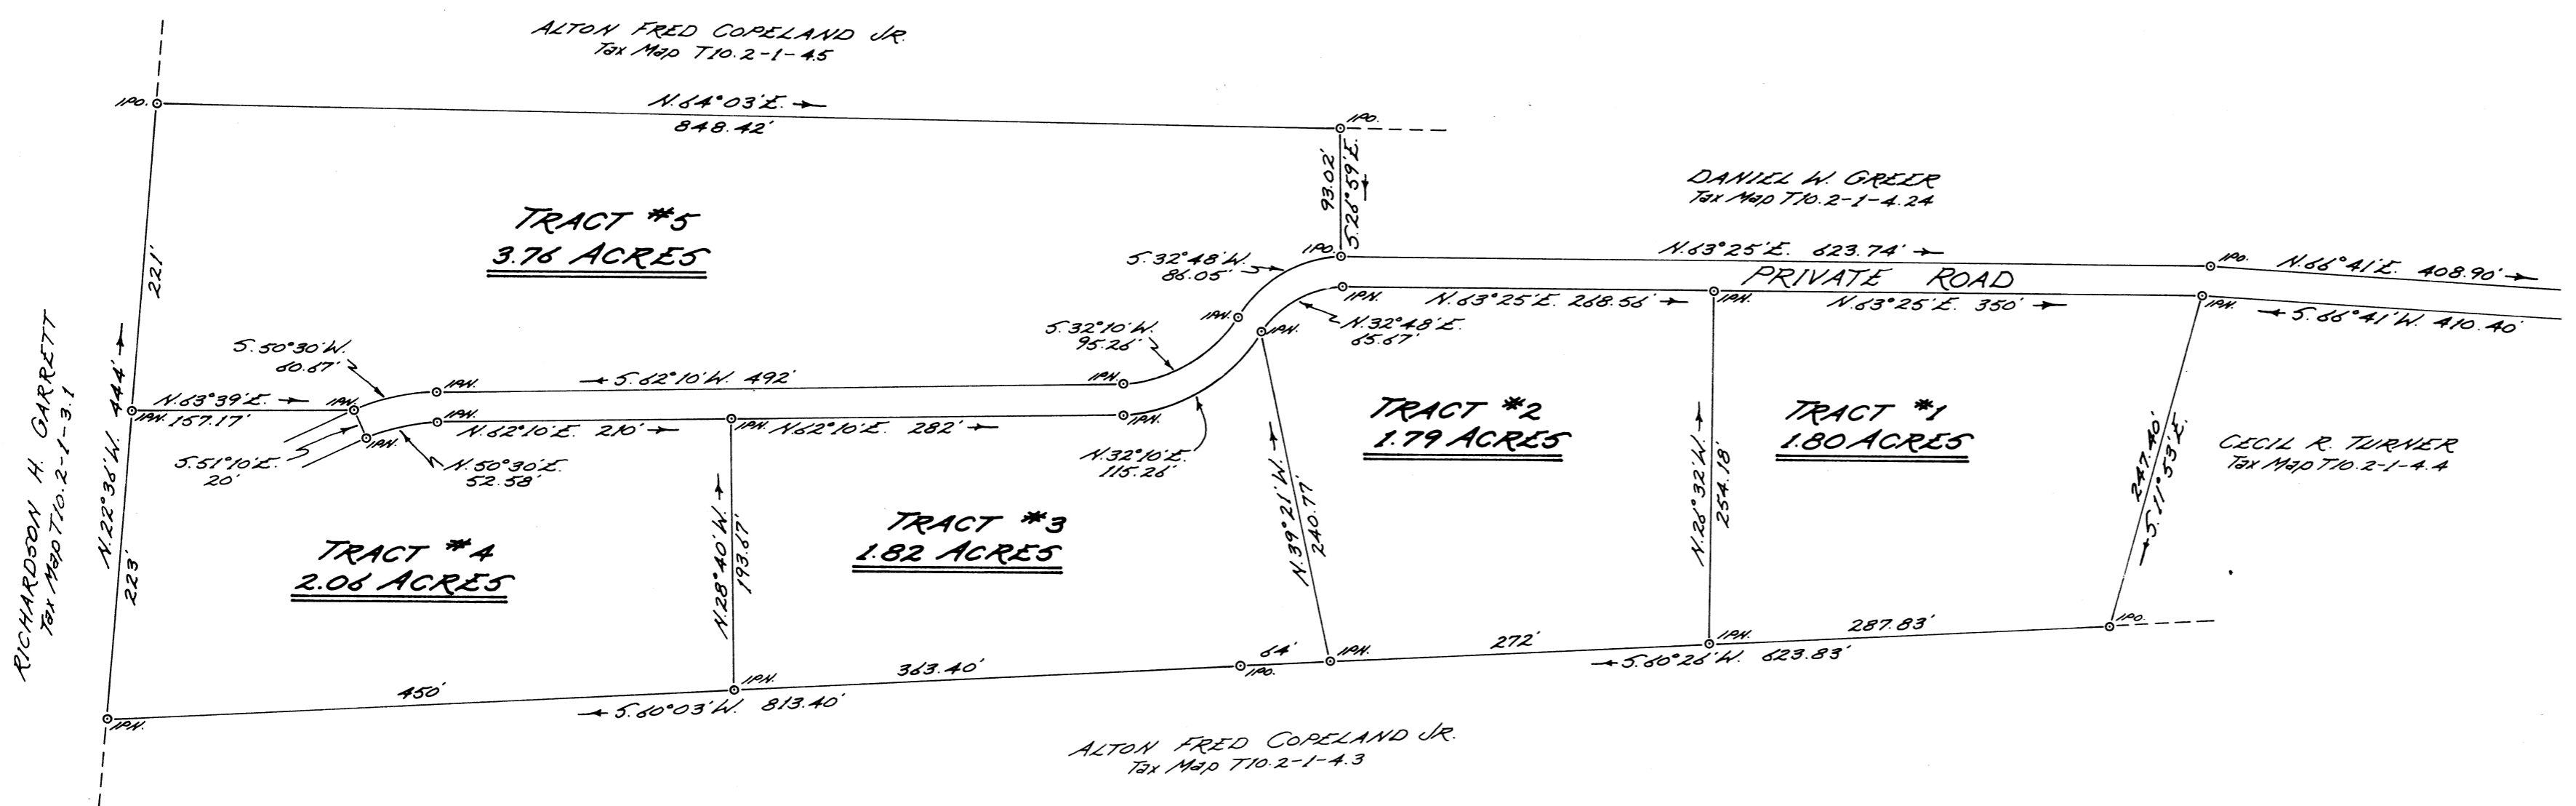 ALTON FRED COPELAND JR.
Tax Map T10.2-1-4.5
IPO.
N.64°03'E.
848.42'
IPO.
93.02'
S.26°59'E.
DANIEL W. GREER
Tax Map T10.2-1-4.24
TRACT #5
3.76 ACRES
S.32°48'W.
86.05'
IPO.
N.63°25'E. 623.74'
IPO.
N.66°41'E. 408.90'
PRIVATE ROAD
IPN.
N.63°25'E. 268.56'
IPN.
N.63°25'E. 350'
IPN.
S.66°41'W. 410.40'
221'
RICHARDSON H. GARRETT
Tax Map T10.2-1-3.1
N.22°36'W. 444'
223'
S.50°30'W.
60.67'
S.32°10'W.
95.26'
IPN.
IPN.
N.32°48'E.
65.67'
N.63°39'E.
IPN. 157.17'
IPN.
IPN.
S.62°10'W. 492'
IPN.
IPN.
IPN.
N.62°10'E. 210'
IPN.
N.62°10'E. 282'
IPN.
S.51°10'E.
20'
N.50°30'E.
52.58'
N.32°10'E.
115.26'
TRACT #2
1.79 ACRES
TRACT #1
1.80 ACRES
CECIL R. TURNER
Tax Map T10.2-1-4.4
N.28°40'W.
193.67'
N.39°21'W.
240.77'
N.26°32'W.
254.18'
247.40'
S.11°53'E.
TRACT #4
2.06 ACRES
TRACT #3
1.82 ACRES
IPN.
450'
IPN.
363.40'
64'
IPO.
IPN.
272'
IPN.
287.83'
IPO.
S.60°03'W. 813.40'
S.60°26'W. 623.83'
ALTON FRED COPELAND JR.
Tax Map T10.2-1-4.3